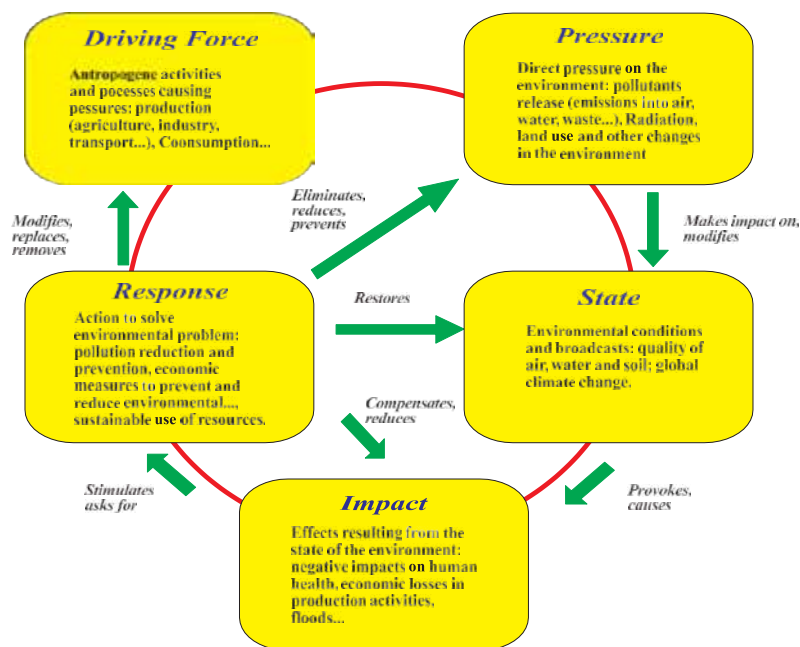 Driving Force
Antropogene activities
and pocesses causing
pessures: production
(agriculture, industry,
transport...), Coonsumption...
Pressure
Direct pressure on the
environment: pollutants
release (emissions into air,
water, waste...), Radiation,
land use and other changes
in the environment
Modifies,
replaces,
removes
Eliminates,
reduces,
prevents
Makes impact on,
modifies
Response
Action to solve
environmental problem:
pollution reduction and
prevention, economic
measures to prevent and
reduce environmental...,
sustainable use of resources.
Restores
State
Environmental conditions
and broadcasts: quality of
air, water and soil; global
climate change.
Compensates,
reduces
Stimulates
asks for
Provokes,
causes
Impact
Effects resulting from the
state of the environment:
negative impacts on human
health, economic losses in
production activities,
floods...